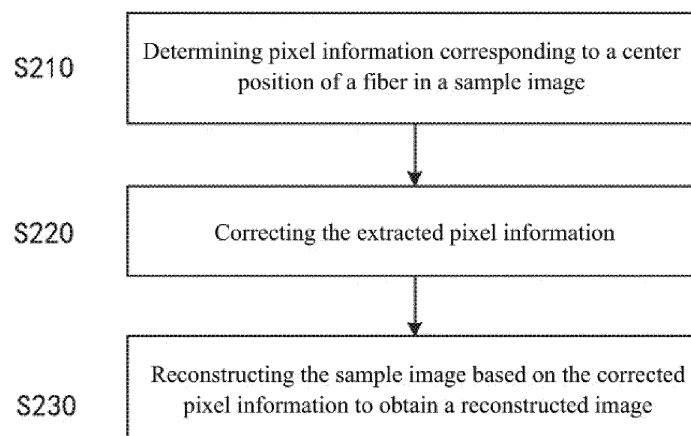 S210
Determining pixel information corresponding to a center
position of a fiber in a sample image
S220
Correcting the extracted pixel information
S230
Reconstructing the sample image based on the corrected
pixel information to obtain a reconstructed image